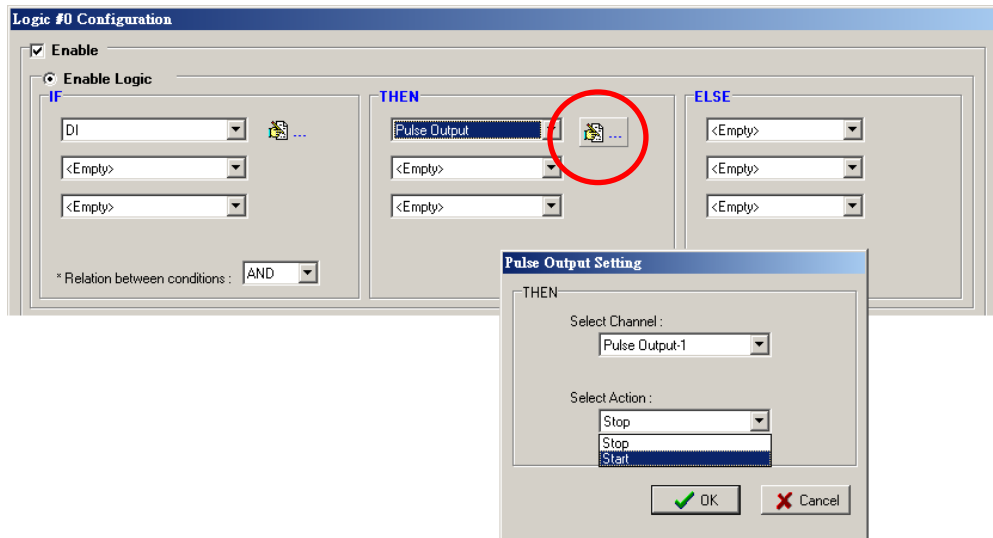 Logic #0 Configuration
Enable
Enable Logic
IF
THEN
ELSE
DI
...
Pulse Output
...
<Empty>
<Empty>
<Empty>
<Empty>
<Empty>
<Empty>
<Empty>
* Relation between conditions :
AND
Pulse Output Setting
THEN
Select Channel :
Pulse Output-1
Select Action :
Stop
Stop
Start
OK
Cancel